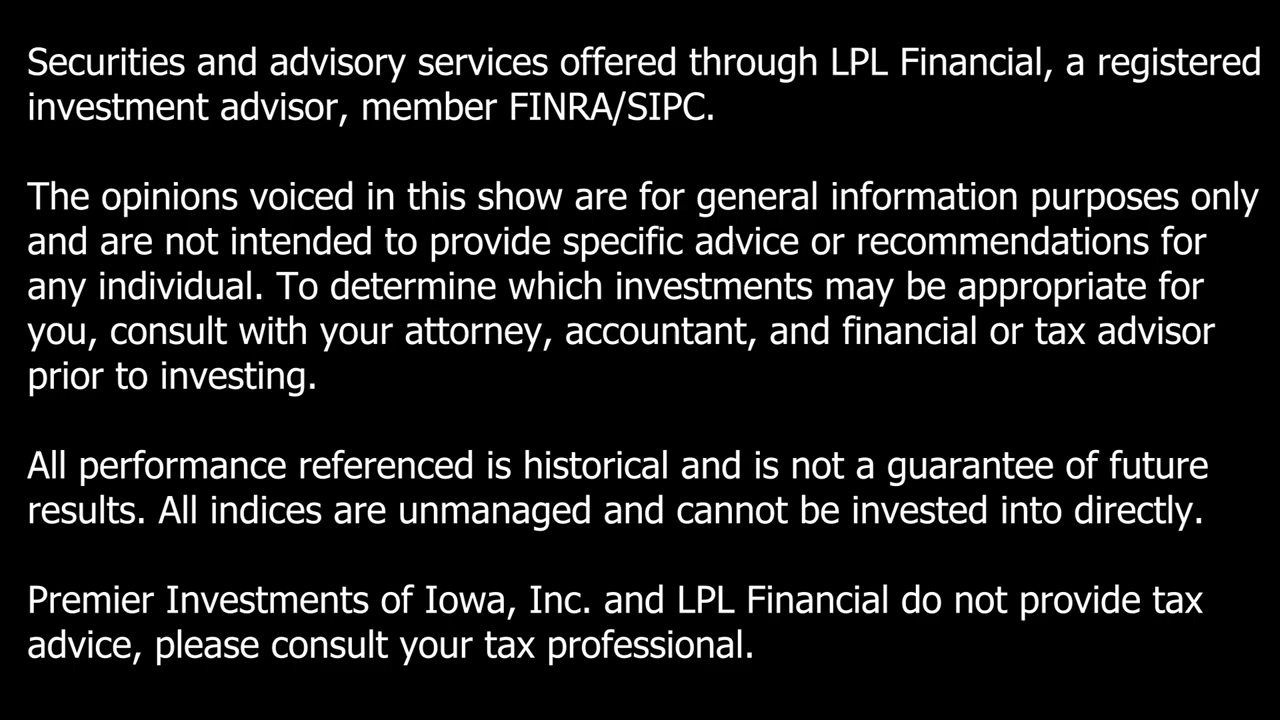 Securities and advisory services offered through LPL Financial, a registered
investment advisor, member FINRA/SIPC.
The opinions voiced in this show are for general information purposes only
and are not intended to provide specific advice or recommendations for
any individual. To determine which investments may be appropriate for
you, consult with your attorney, accountant, and financial or tax advisor
prior to investing.
All performance referenced is historical and is not a guarantee of future
results. All indices are unmanaged and cannot be invested into directly.
Premier Investments of Iowa, Inc. and LPL Financial do not provide tax
advice, please consult your tax professional.